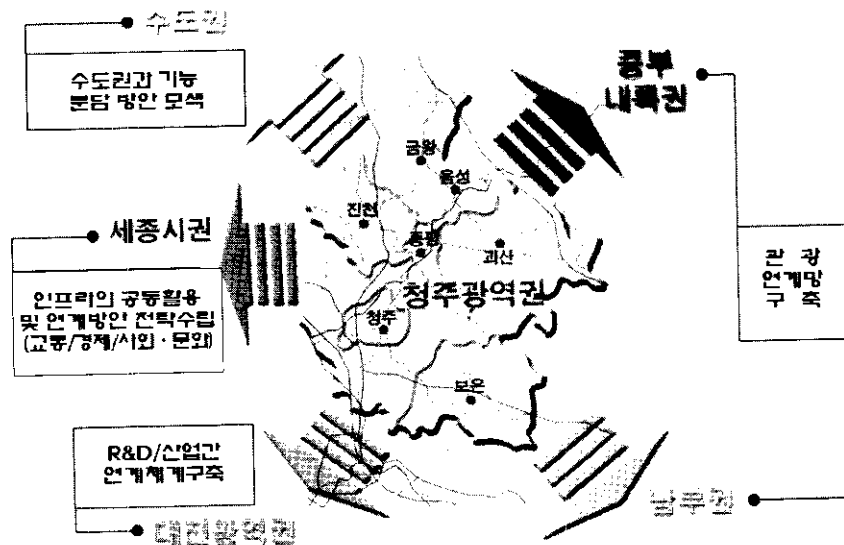 수도권
수도권과 기능
분담 방안 모색
중부
내륙권
금왕
음성
진천
증평
괴산
세종시권
인프라의 공동활용
및 연계방안 전략수립
(교통/경제/사회·문화)
청주광역권
청주
관 광
연계망
구 축
보은
R&D/산업간
연계체계구축
대전광역권
남부권